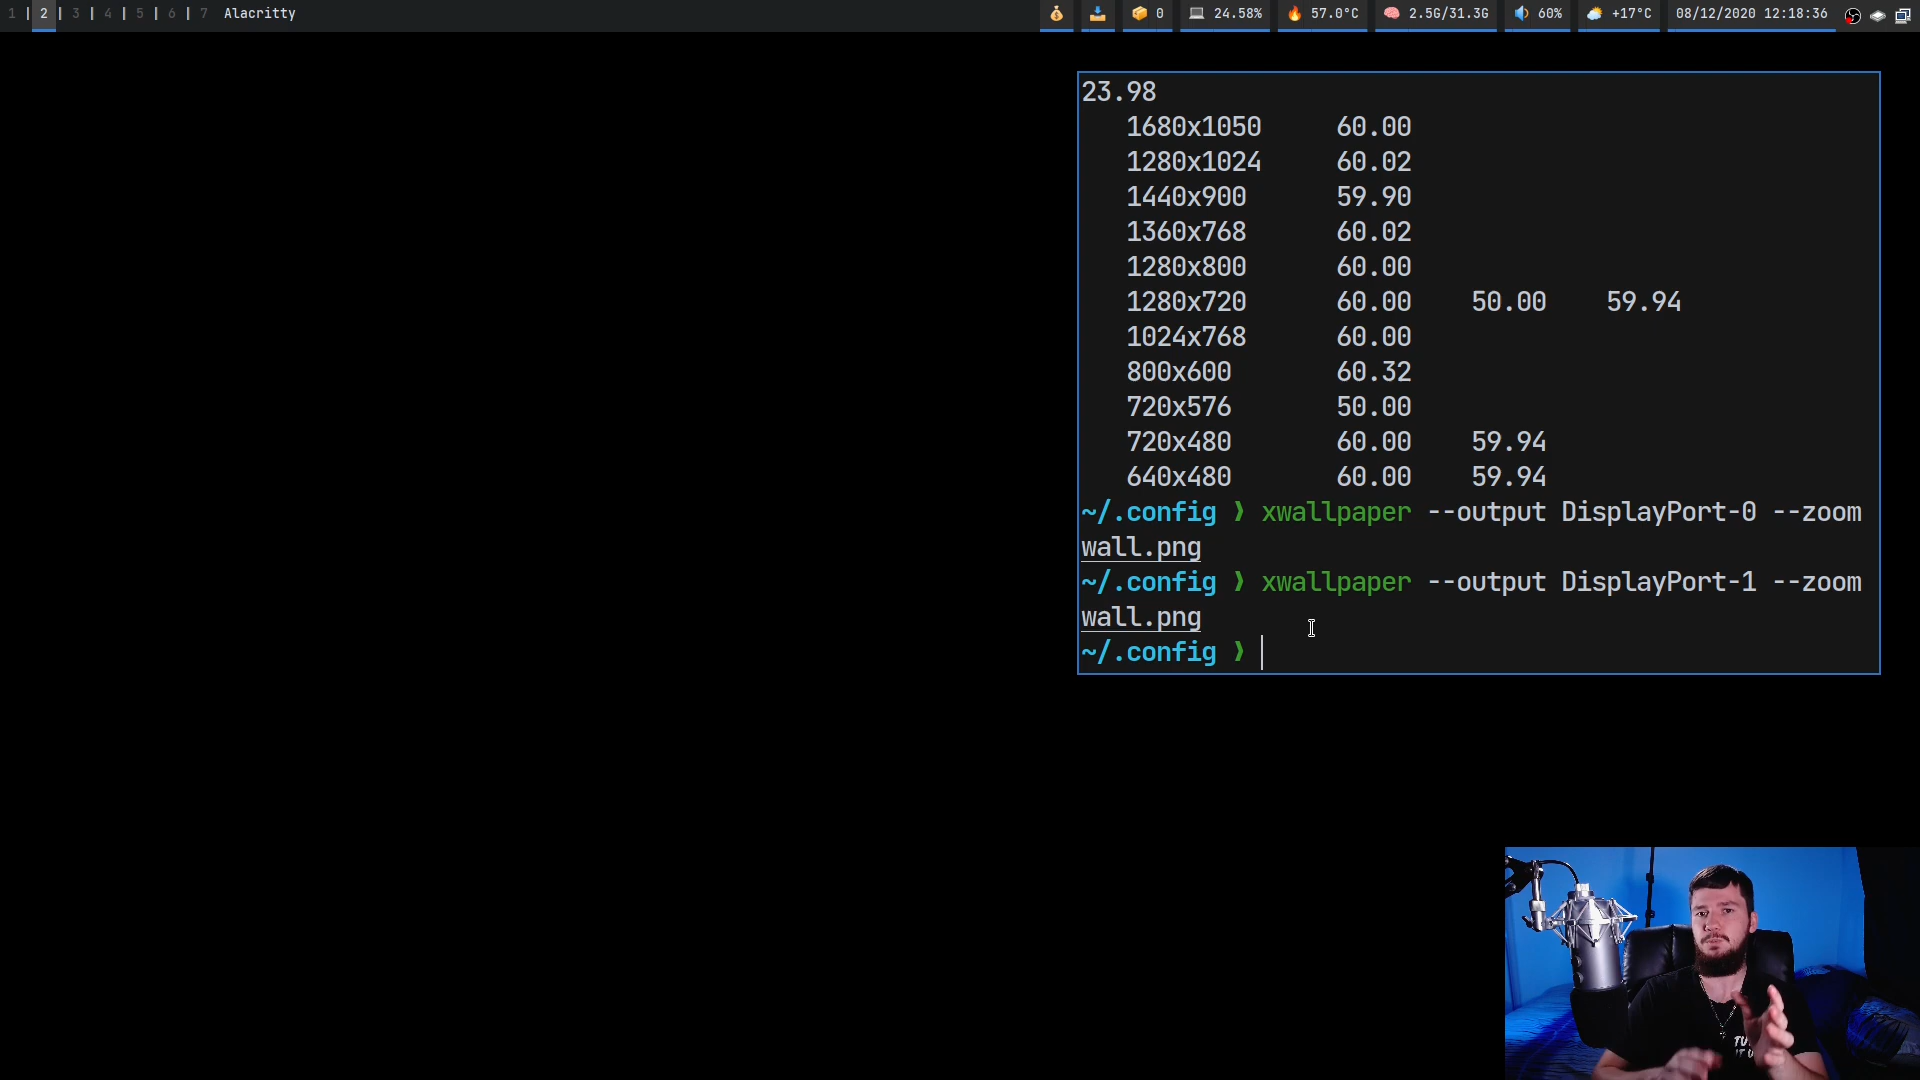 1 | 2 | 3 | 4 | 5 | 6 | 7 Alacritty 0 24.58% 57.0°C 2.5G/31.3G 60% +17°C 08/12/2020 12:18:36
23.98
1680x1050 60.00
1280x1024 60.02
1440x900 59.90
1360x768 60.02
1280x800 60.00
1280x720 60.00 50.00 59.94
1024x768 60.00
800x600 60.32
720x576 50.00
720x480 60.00 59.94
640x480 60.00 59.94
~/.config ❯ xwallpaper --output DisplayPort-0 --zoom
wall.png
~/.config ❯ xwallpaper --output DisplayPort-1 --zoom
wall.png
~/.config ❯